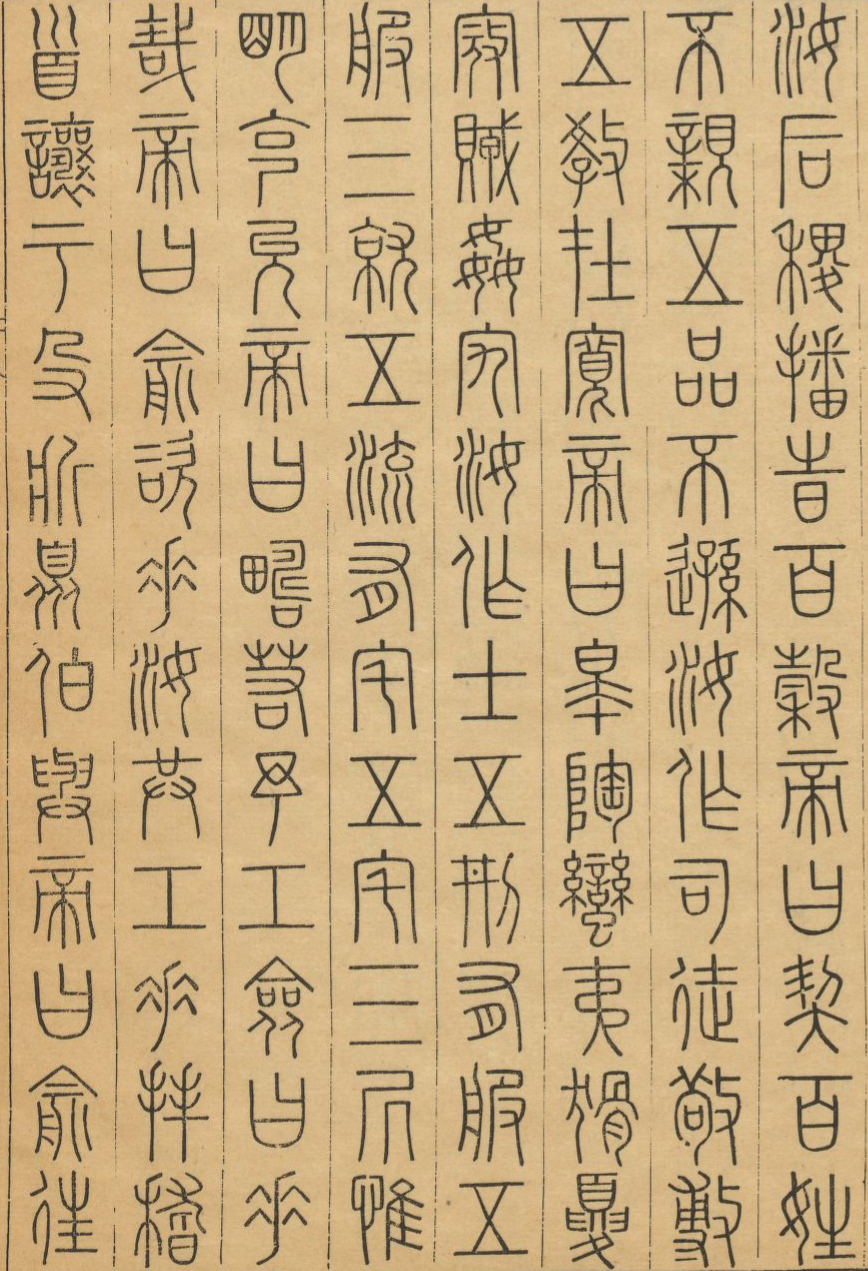 汝后稷播時百穀帝曰契百姓
不親五品不遜汝作司徒敬敷
五教在寬帝曰皋陶蠻夷猾夏
寇賊姦宄汝作士五刑有服五
服三就五流有宅五宅三居惟
明克允帝曰疇若予工僉曰垂
哉帝曰俞咨垂汝共工垂拜稽
首讓于殳斨暨伯與帝曰俞往